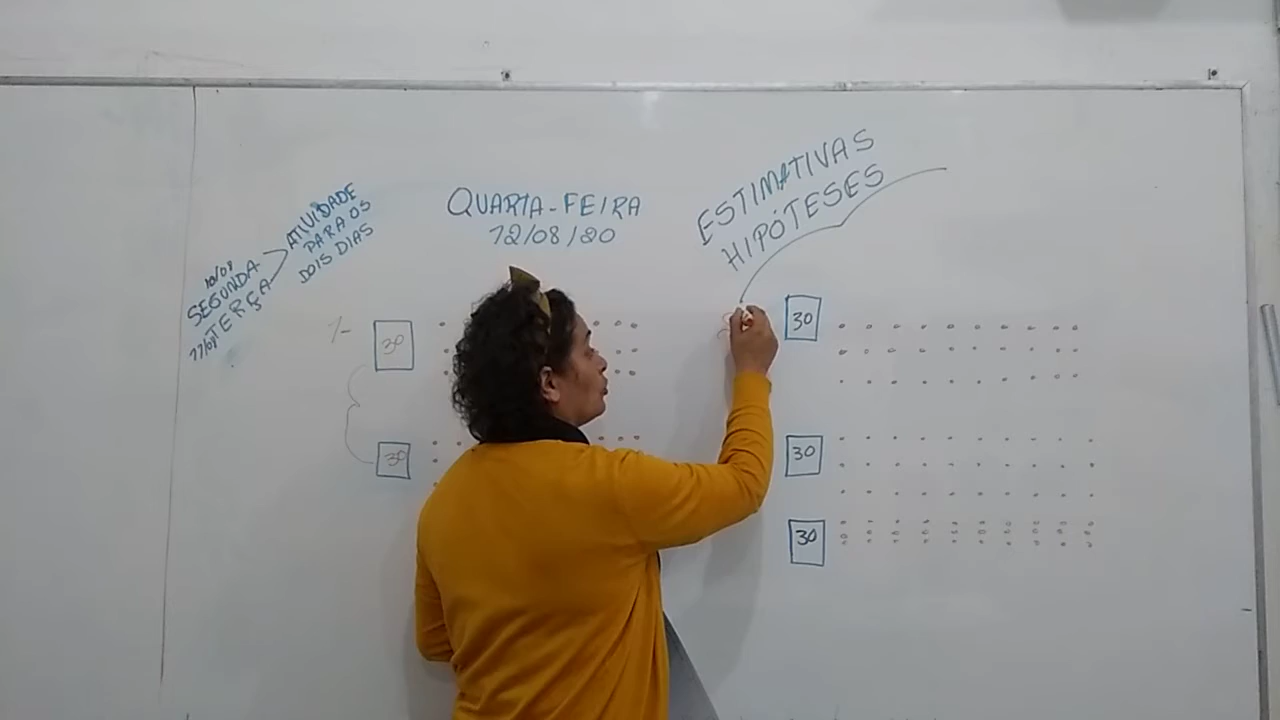 ESTIMATIVAS
HIPÓTESES
QUARTA-FEIRA
12/08/20
ATIVIDADE
PARA OS
DOIS DIAS
10/08
SEGUNDA
11/08 TERÇA
1-
30
30
30
30
30